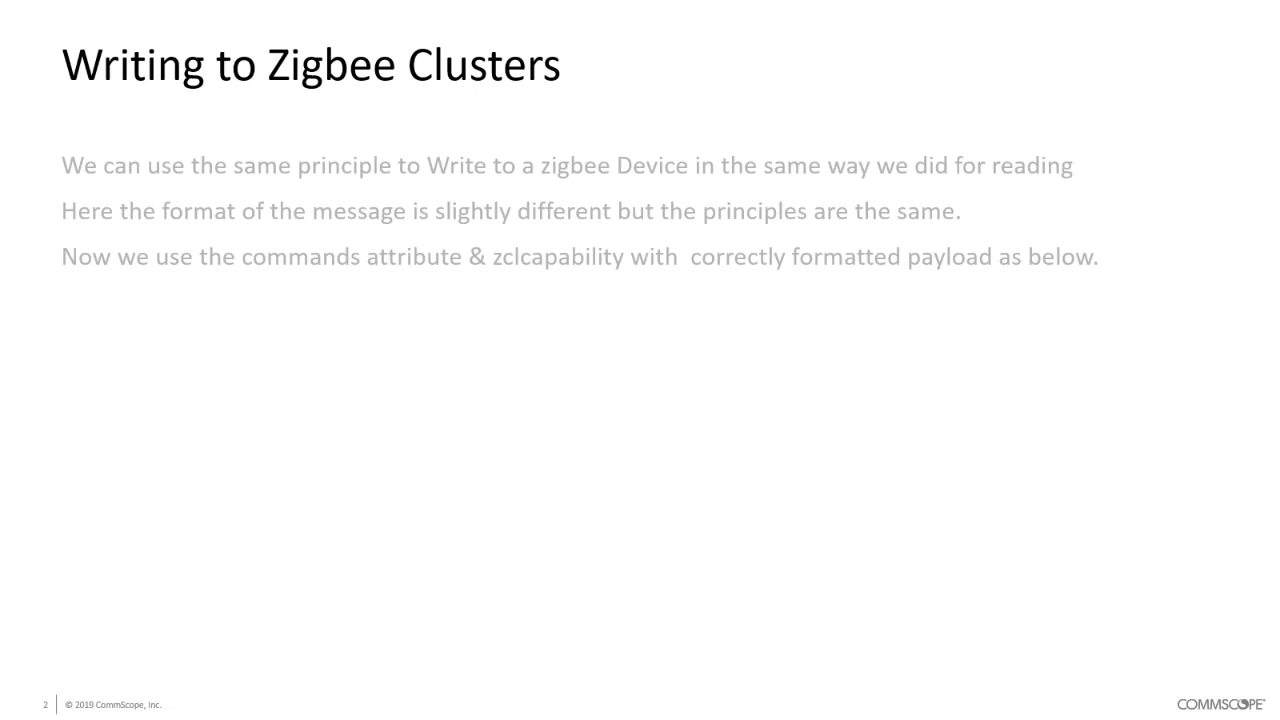 Writing to Zigbee Clusters
We can use the same principle to Write to a zigbee Device in the same way we did for reading
Here the format of the message is slightly different but the principles are the same.
Now we use the commands attribute & zclcapability with  correctly formatted payload as below.
2 © 2019 CommScope, Inc.
COMMSCOPE®